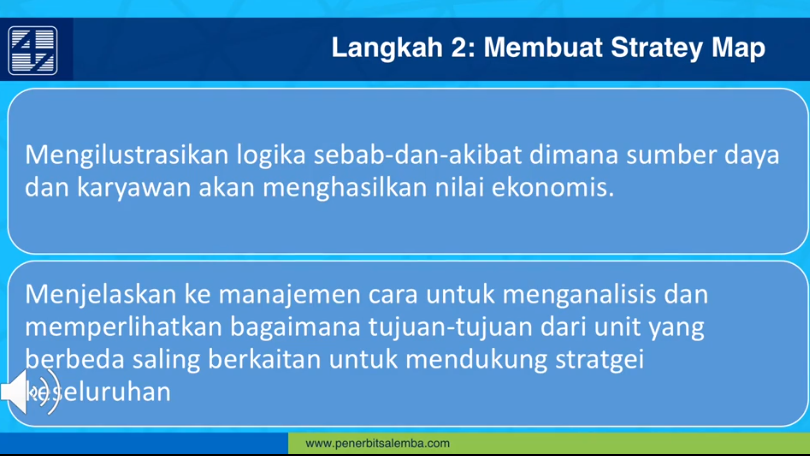 Langkah 2: Membuat Stratey Map
Mengilustrasikan logika sebab-dan-akibat dimana sumber daya
dan karyawan akan menghasilkan nilai ekonomis.
Menjelaskan ke manajemen cara untuk menganalisis dan
memperlihatkan bagaimana tujuan-tujuan dari unit yang
berbeda saling berkaitan untuk mendukung stratgei
keseluruhan
www.penerbitsalemba.com